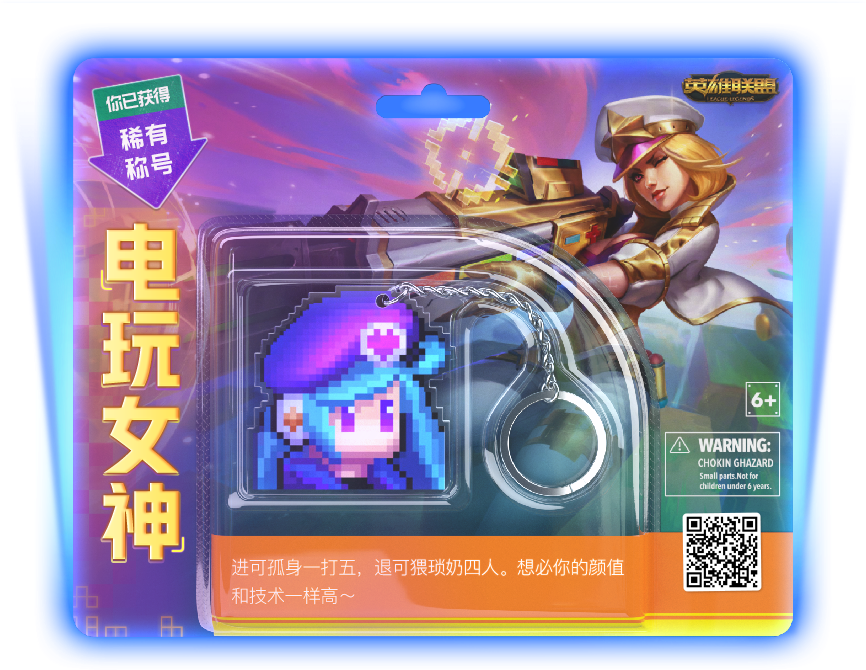 你已获得
稀有
称号
英雄联盟
LEAGUE LEGENDS
「电玩女神」
6+
WARNING:
CHOKIN GHAZARD
Small parts.Not for
children under 6 years.
进可孤身一打五，退可猥琐奶四人。想必你的颜值
和技术一样高～